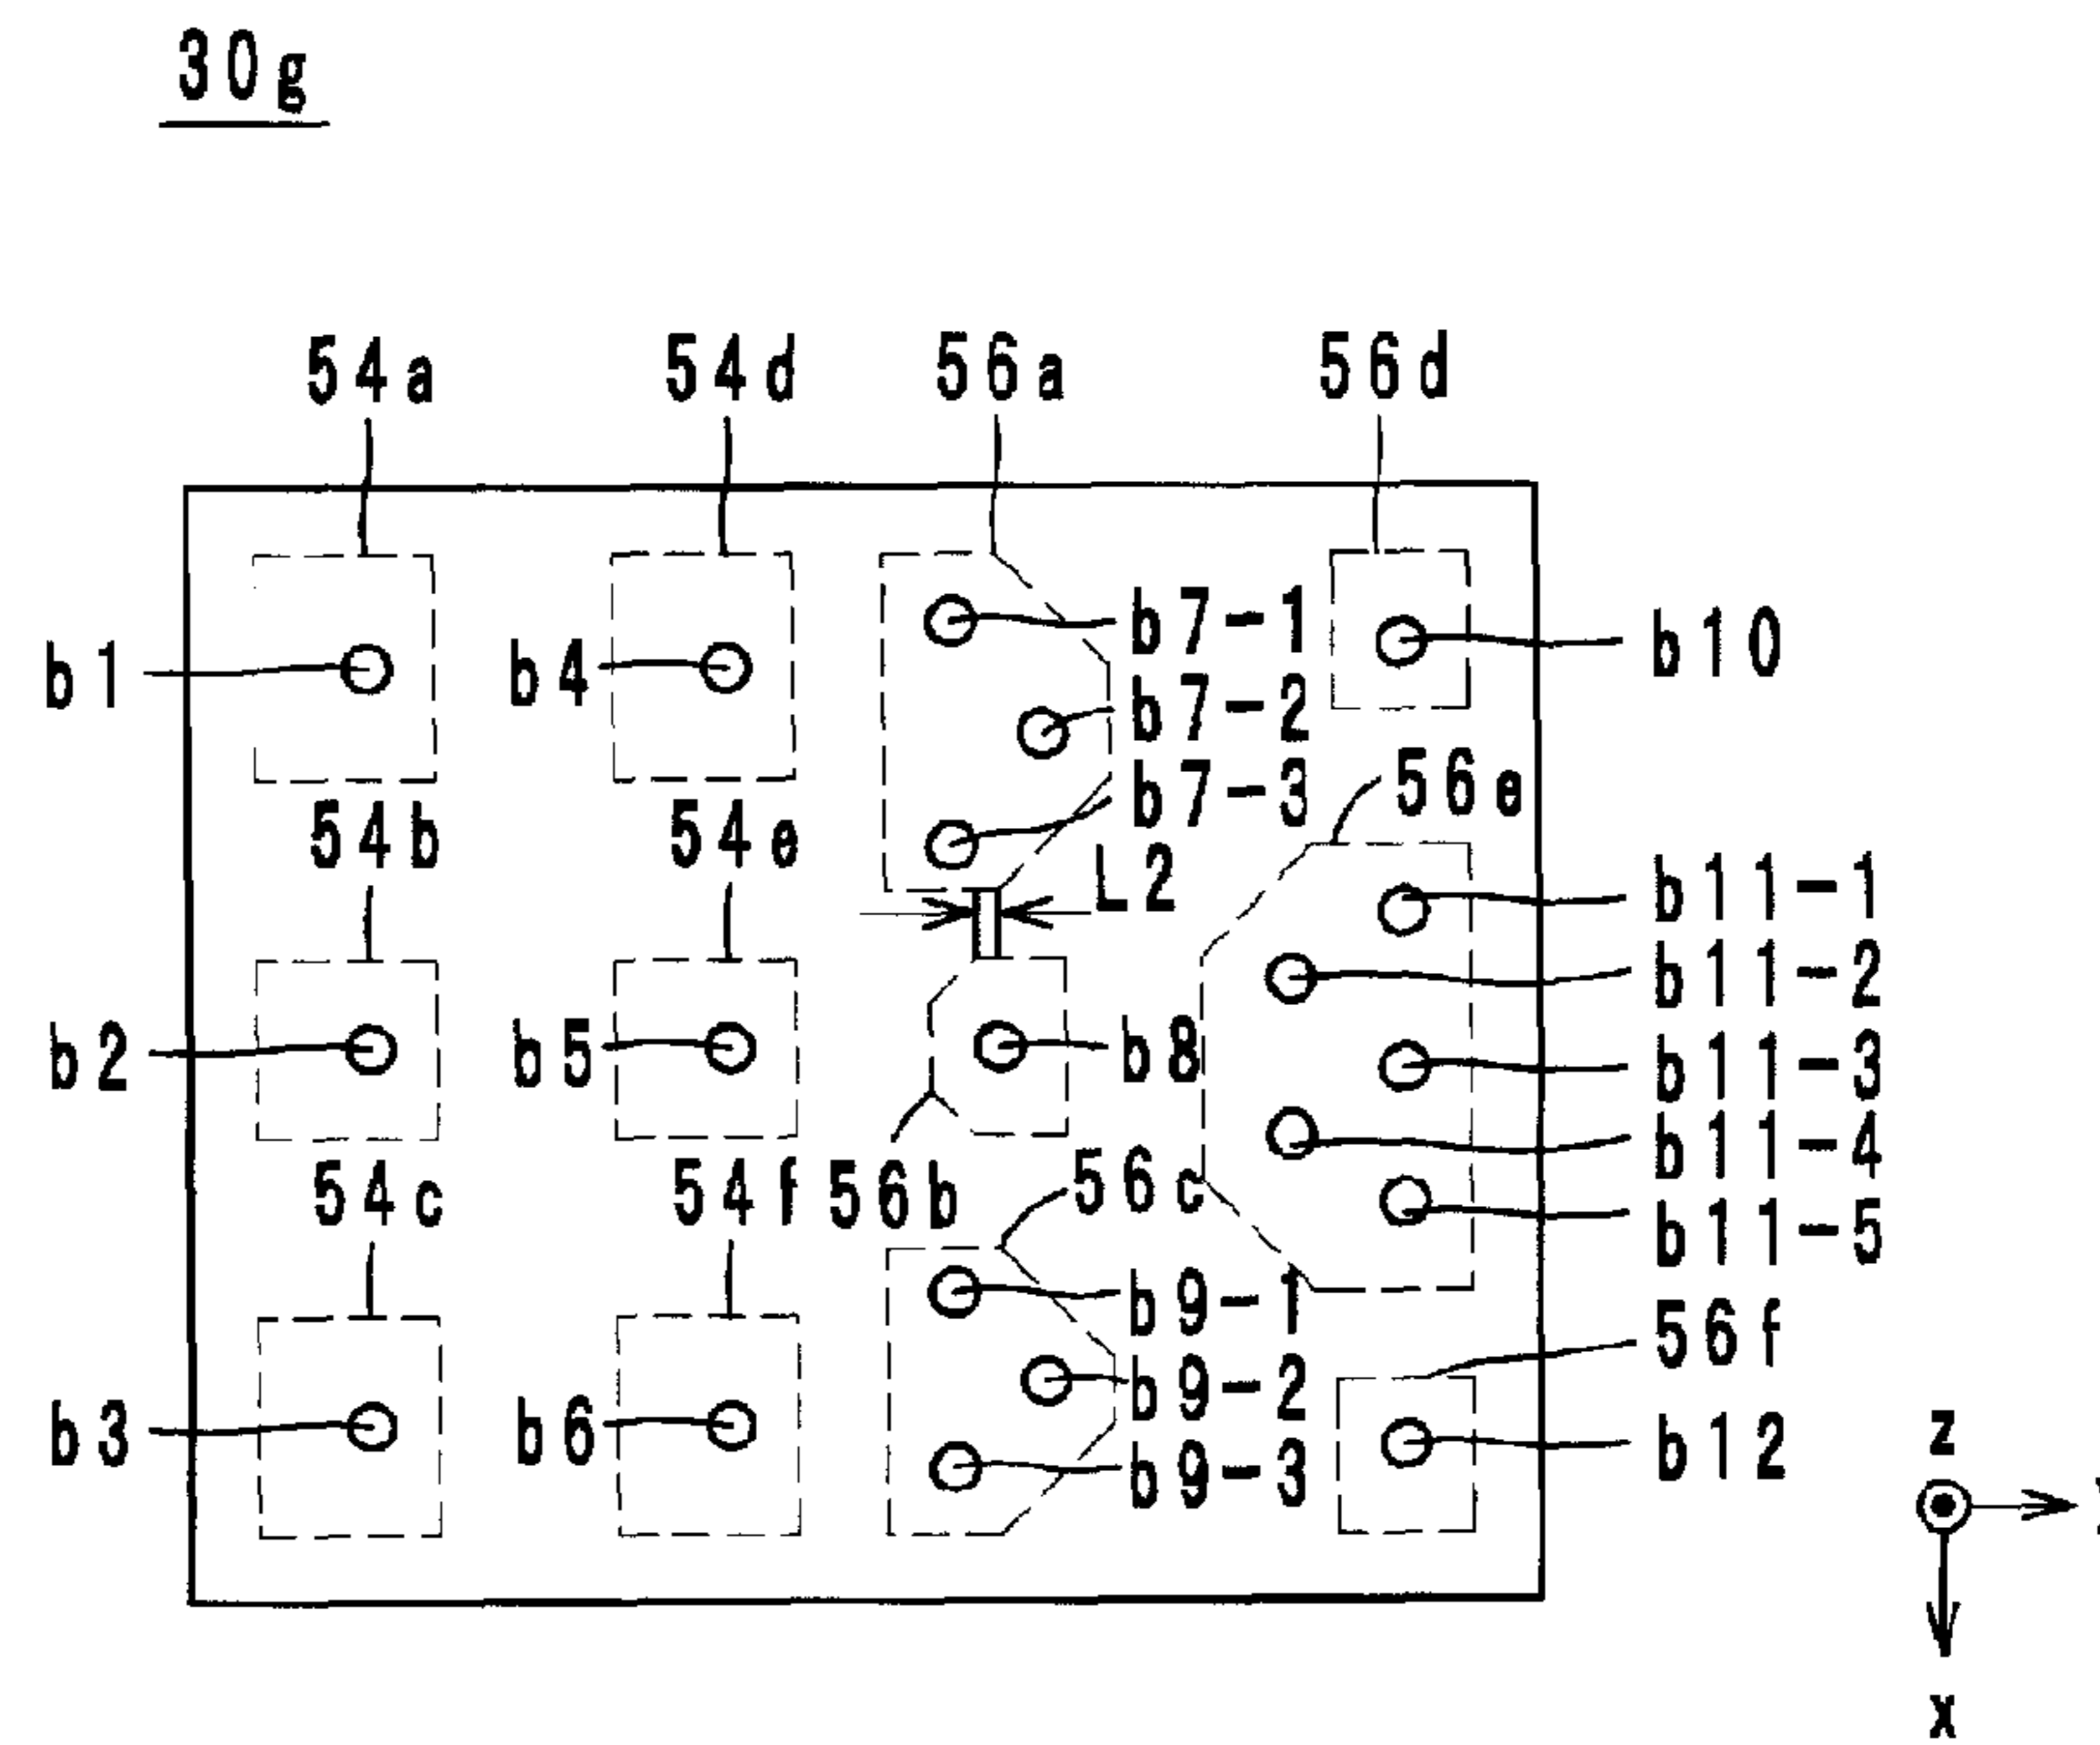 30g
54a 54d 56a 56d
b1 b4 b7-1 b10
b7-2
b7-3 56e
54b 54e L2
b11-1
b11-2
b2 b5 b8 b11-3
b11-4
54c 54f 56b 56c b11-5
b9-1 56f
b9-2
b3 b6 b9-3 b12
z
x